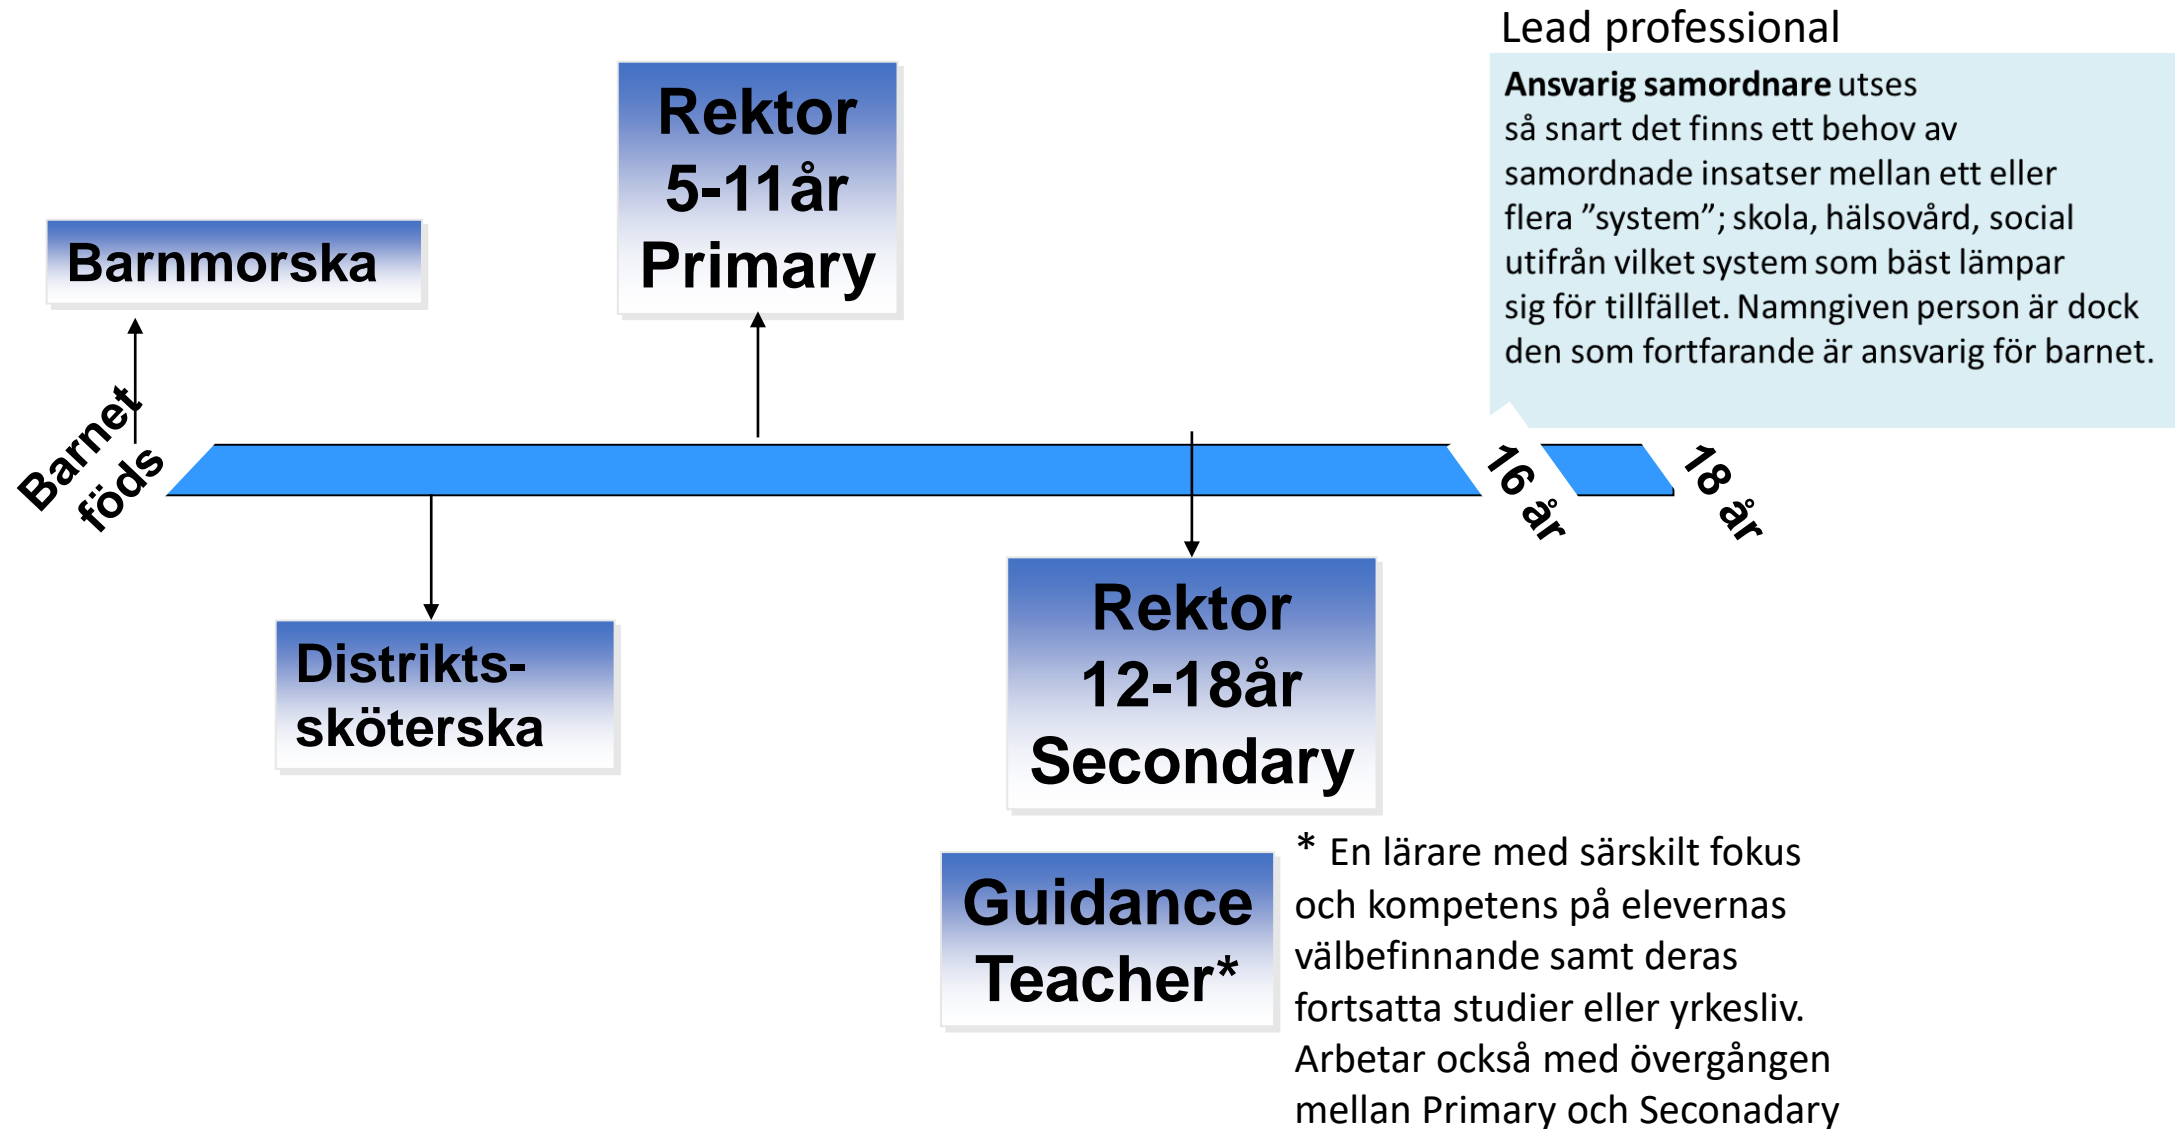 Lead professional
Ansvarig samordnare utses
så snart det finns ett behov av
samordnade insatser mellan ett eller
flera ”system”; skola, hälsovård, social
utifrån vilket system som bäst lämpar
sig för tillfället. Namngiven person är dock
den som fortfarande är ansvarig för barnet.
Rektor
5-11år
Primary
Barnmorska
Barnet
föds
16 år
18 år
Distrikts-
sköterska
Rektor
12-18år
Secondary
Guidance
Teacher*
* En lärare med särskilt fokus
och kompetens på elevernas
välbefinnande samt deras
fortsatta studier eller yrkesliv.
Arbetar också med övergången
mellan Primary och Seconadary